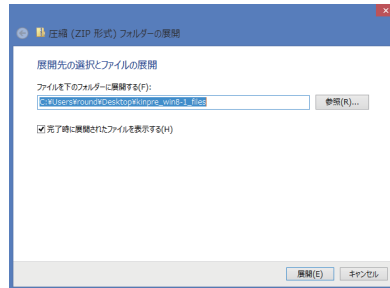 圧縮 (ZIP 形式) フォルダーの展開
展開先の選択とファイルの展開
ファイルを下のフォルダーに展開する(F):
C:¥Users¥round¥Desktop¥kinpre_win8-1_files
参照(R)...
完了時に展開されたファイルを表示する(H)
展開(E)
キャンセル